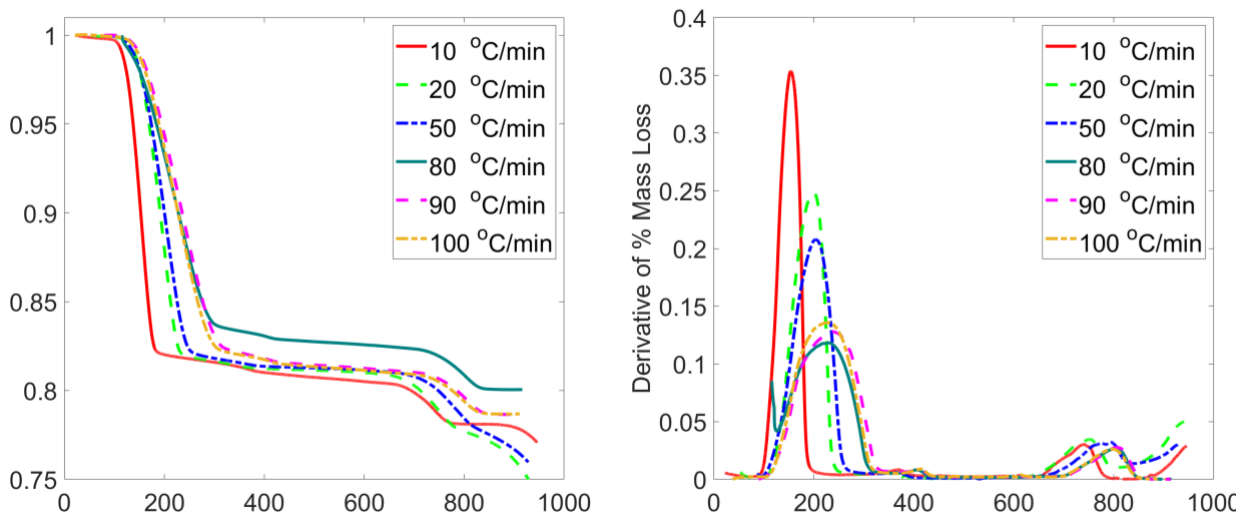 1
0.95
0.9
0.85
0.8
0.75
0 200 400 600 800 1000
10 °C/min
20 °C/min
50 °C/min
80 °C/min
90 °C/min
100 °C/min
Derivative of % Mass Loss
0.4
0.35
0.3
0.25
0.2
0.15
0.1
0.05
0
0 200 400 600 800 1000
10 °C/min
20 °C/min
50 °C/min
80 °C/min
90 °C/min
100 °C/min